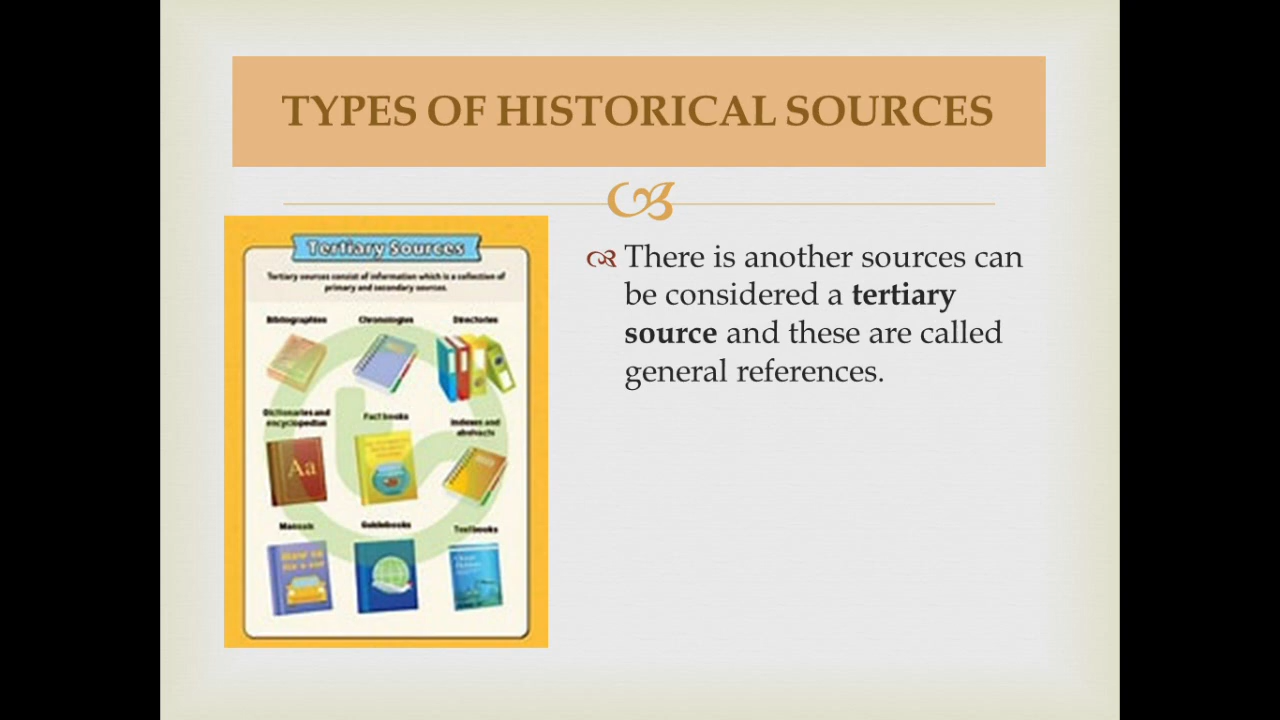 TYPES OF HISTORICAL SOURCES
Tertiary Sources
Tertiary sources consist of information which is a collection of
primary and secondary sources.
Bibliographies Chronologies Directories
Dictionaries and
encyclopedias
Fact books
Indexes and
abstracts
Aa
Manuals Guidebooks Textbooks
There is another sources can
be considered a tertiary
source and these are called
general references.